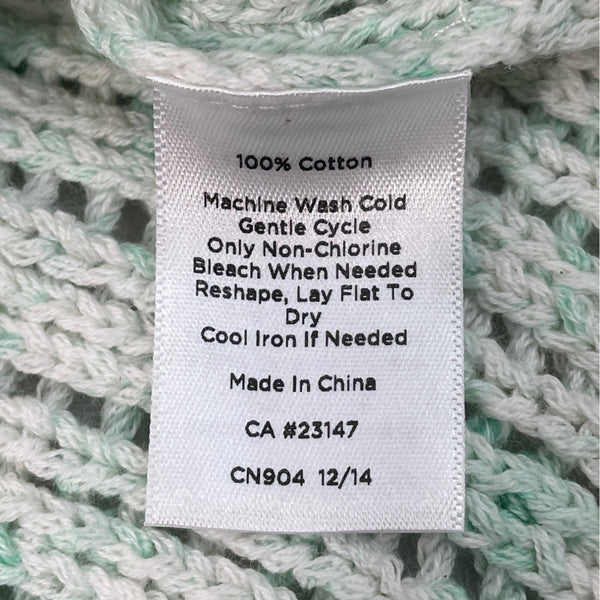 100% Cotton
Machine Wash Cold
Gentle Cycle
Only Non-Chlorine
Bleach When Needed
Reshape, Lay Flat To
Dry
Cool Iron If Needed
Made In China
CA #23147
CN904 12/14